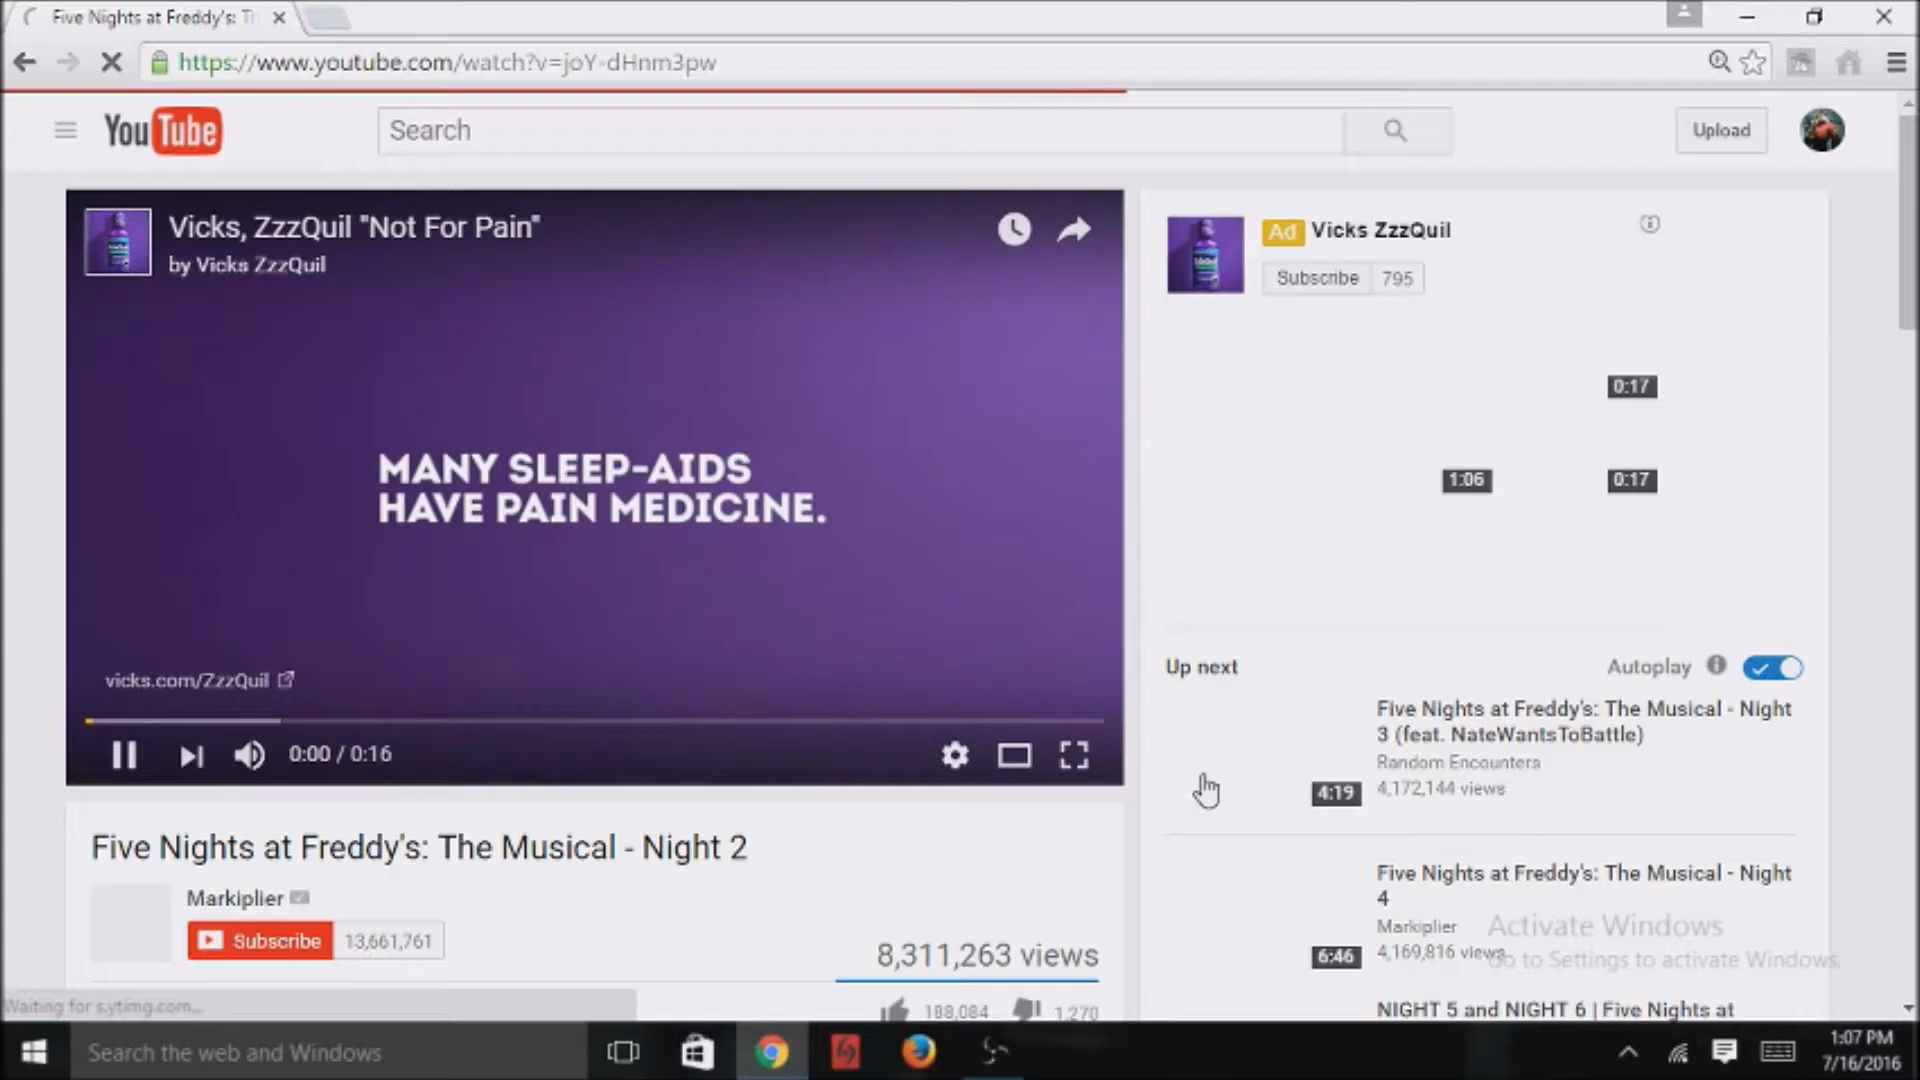 Five Nights at Freddy's: Th
https://www.youtube.com/watch?v=joY-dHnm3pw
YouTube
Search
Upload
Vicks, ZzzQuil "Not For Pain"
by Vicks ZzzQuil
Ad Vicks ZzzQuil
Subscribe 795
0:17
1:06 0:17
MANY SLEEP-AIDS
HAVE PAIN MEDICINE.
vicks.com/ZzzQuil
0:00 / 0:16
Up next
Autoplay
Five Nights at Freddy's: The Musical - Night
3 (feat. NateWantsToBattle)
Random Encounters
4,172,144 views
4:19
Five Nights at Freddy's: The Musical - Night 2
Markiplier
Subscribe 13,661,761
8,311,263 views
188,084 1,270
Five Nights at Freddy's: The Musical - Night
4
Markiplier
4,169,816 views
6:46
Activate Windows
Go to Settings to activate Windows.
NIGHT 5 and NIGHT 6 | Five Nights at
Waiting for s.ytimg.com...
Search the web and Windows
1:07 PM
7/16/2016